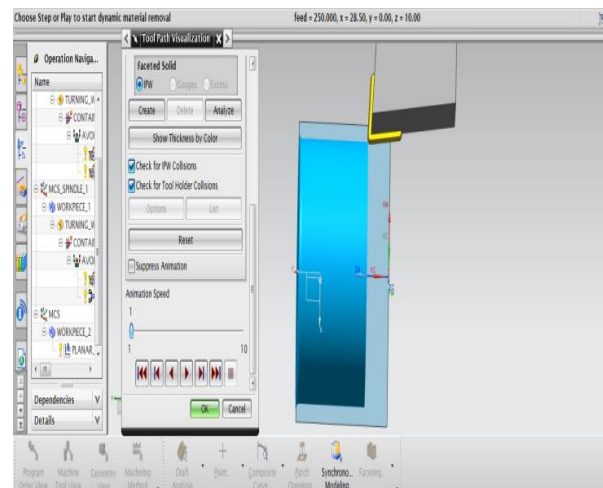 Choose Step or Play to start dynamic material removal
feed = 250.000, x = 28.50, y = 0.00, z = 10.00
Operation Naviga...
Name
TURNING_W
CONTAI
AVOI
MCS_SPINDLE_1
WORKPIECE_1
TURNING_W
CONTAI
AVOI
MCS
WORKPIECE_2
PLANAR_
Dependencies
Details
Tool Path Visualization
Faceted Solid
IPW Gouges Excess
Create Delete Analyze
Show Thickness by Color
Check for IPW Collisions
Check for Tool Holder Collisions
Options List
Reset
Suppress Animation
Animation Speed
1
1 10
OK Cancel
Program Machine Geometry Machining Draft Point... Composite Patch Synchrono... Faceting...
Order View Tool View View Method Analysis Curve Openings Modeling